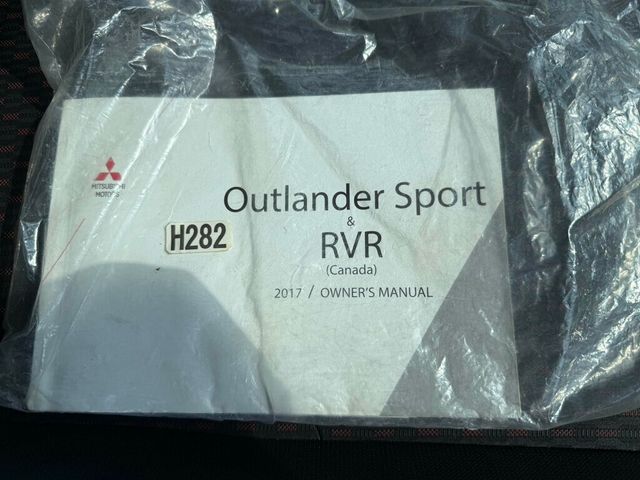 MITSUBISHI
MOTORS
Outlander Sport
&
H282
RVR
(Canada)
2017 / OWNER'S MANUAL